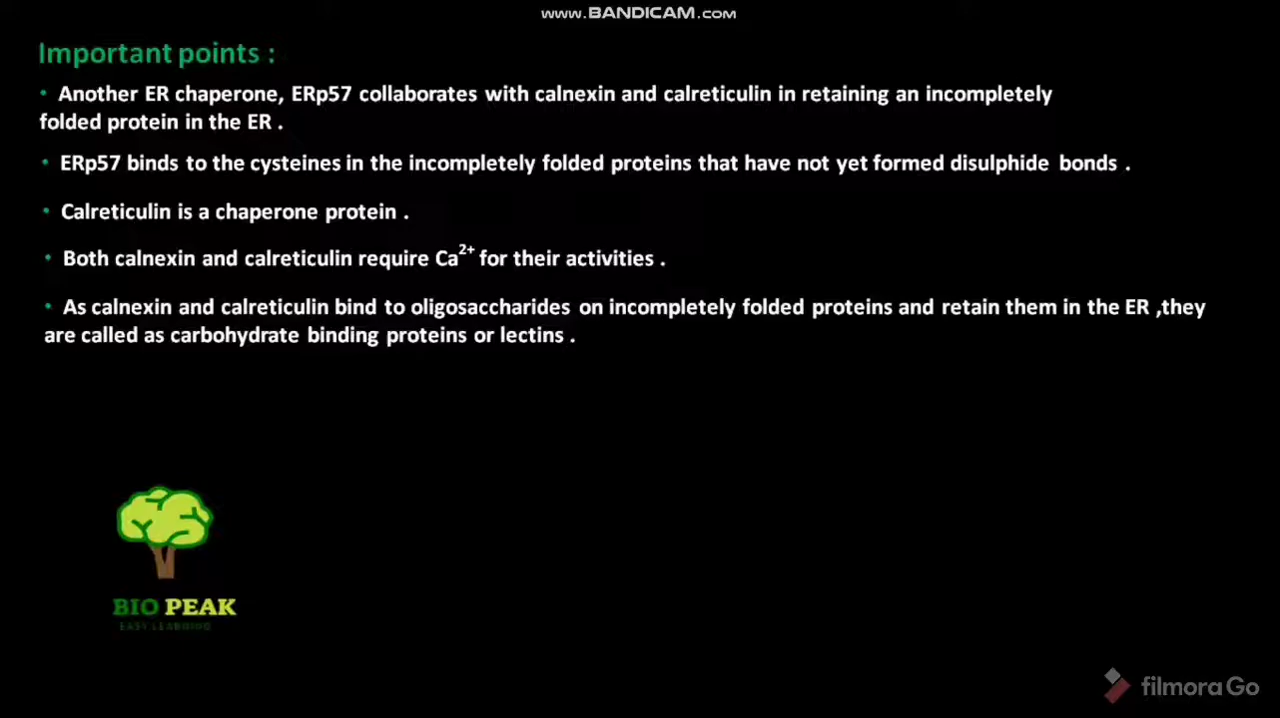 www.BANDICAM.com
Important points :
• Another ER chaperone, ERp57 collaborates with calnexin and calreticulin in retaining an incompletely
folded protein in the ER .
• ERp57 binds to the cysteines in the incompletely folded proteins that have not yet formed disulphide bonds .
• Calreticulin is a chaperone protein .
• Both calnexin and calreticulin require Ca²⁺ for their activities .
• As calnexin and calreticulin bind to oligosaccharides on incompletely folded proteins and retain them in the ER ,they
are called as carbohydrate binding proteins or lectins .
BIO PEAK
EASY LEARNING
filmora Go